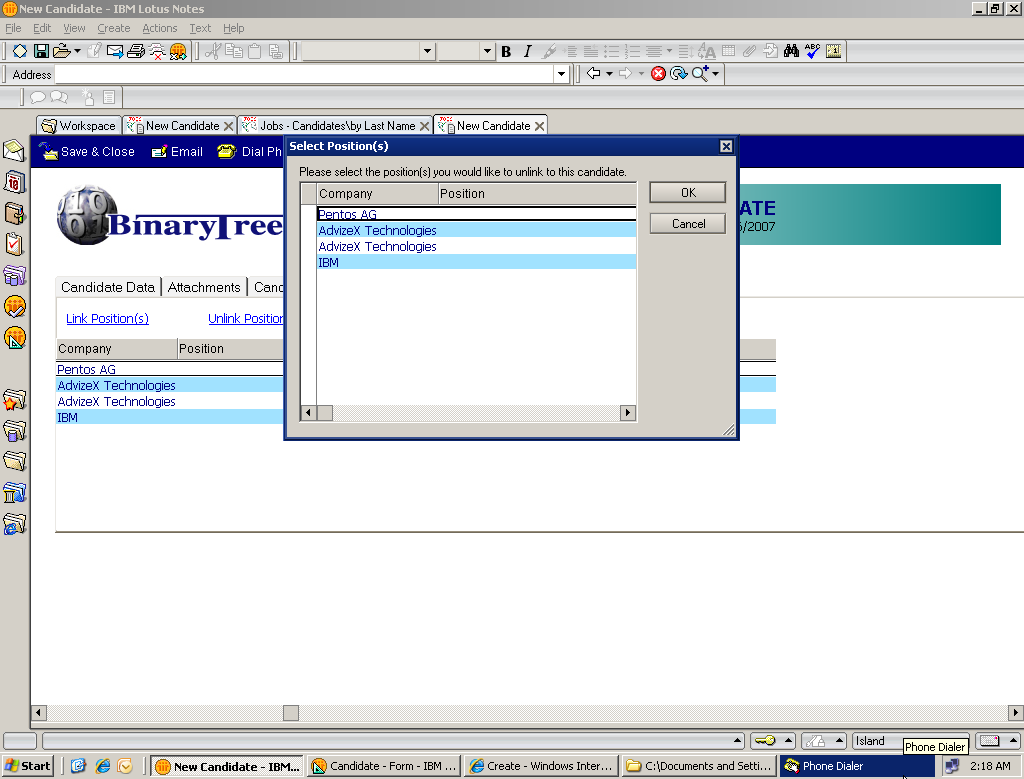 New Candidate - IBM Lotus Notes
File Edit View Create Actions Text Help
B I
Address
Workspace New Candidate Jobs - Candidates\by Last Name New Candidate
Save & Close Email Dial Ph
Select Position(s)
Please select the position(s) you would like to unlink to this candidate.
Company Position
Pentos AG
AdvizeX Technologies
AdvizeX Technologies
IBM
OK
Cancel
BinaryTree
ATE
/2007
Candidate Data Attachments Canc
Link Position(s) Unlink Position
Company Position
Pentos AG
AdvizeX Technologies
AdvizeX Technologies
IBM
Island
Phone Dialer
Start New Candidate - IBM... Candidate - Form - IBM ... Create - Windows Inter... C:\Documents and Setti... Phone Dialer 2:18 AM